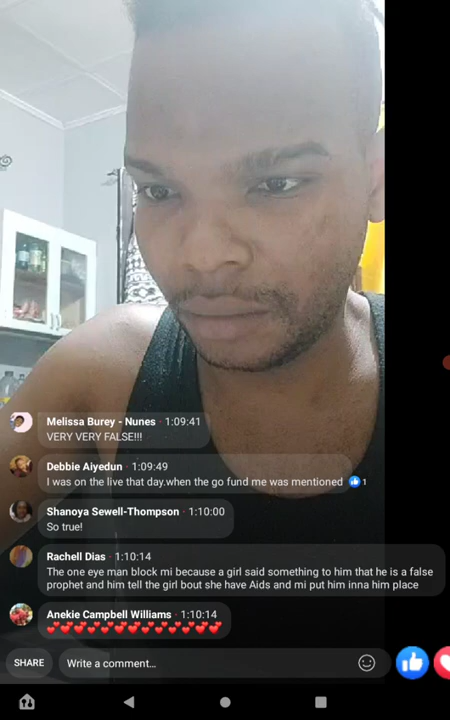 Melissa Burey - Nunes · 1:09:41
VERY VERY FALSE!!!
Debbie Aiyedun · 1:09:49
I was on the live that day.when the go fund me was mentioned 1
Shanoya Sewell-Thompson · 1:10:00
So true!
Rachell Dias · 1:10:14
The one eye man block mi because a girl said something to him that he is a false
prophet and him tell the girl bout she have Aids and mi put him inna him place
Anekie Campbell Williams · 1:10:14
SHARE Write a comment...